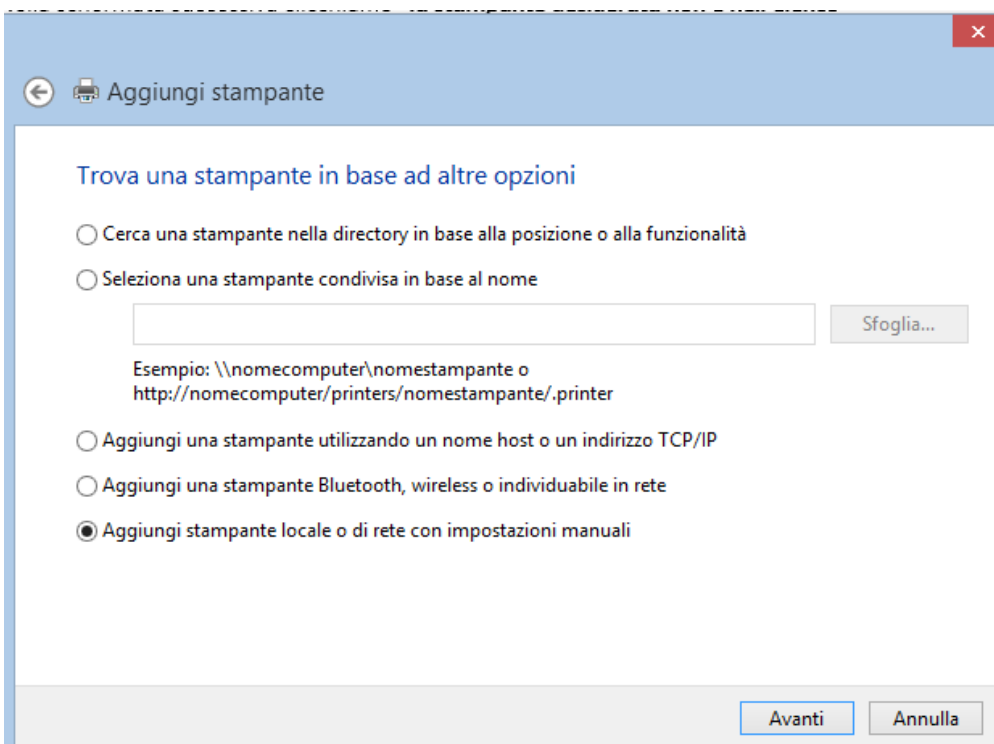 Aggiungi stampante
Trova una stampante in base ad altre opzioni
Cerca una stampante nella directory in base alla posizione o alla funzionalità
Seleziona una stampante condivisa in base al nome
Sfoglia...
Esempio: \\nomecomputer\nomestampante o
http://nomecomputer/printers/nomestampante/.printer
Aggiungi una stampante utilizzando un nome host o un indirizzo TCP/IP
Aggiungi una stampante Bluetooth, wireless o individuabile in rete
Aggiungi stampante locale o di rete con impostazioni manuali
Avanti
Annulla